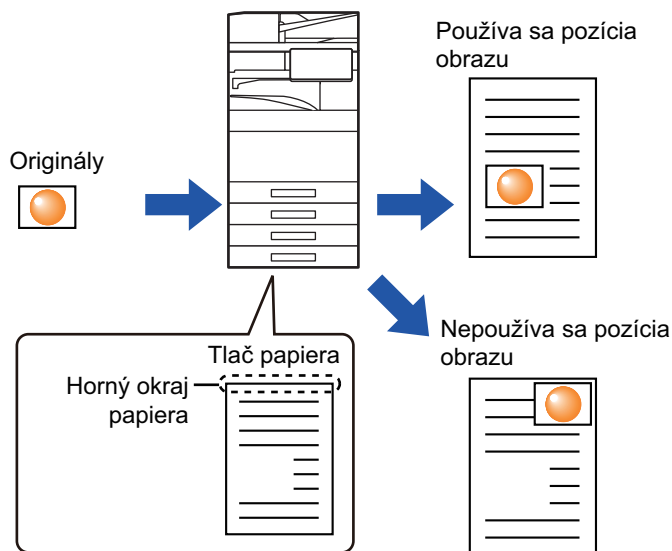 Používa sa pozícia
obrazu
Originály
Nepoužíva sa pozícia
obrazu
Tlač papiera
Horný okraj
papiera